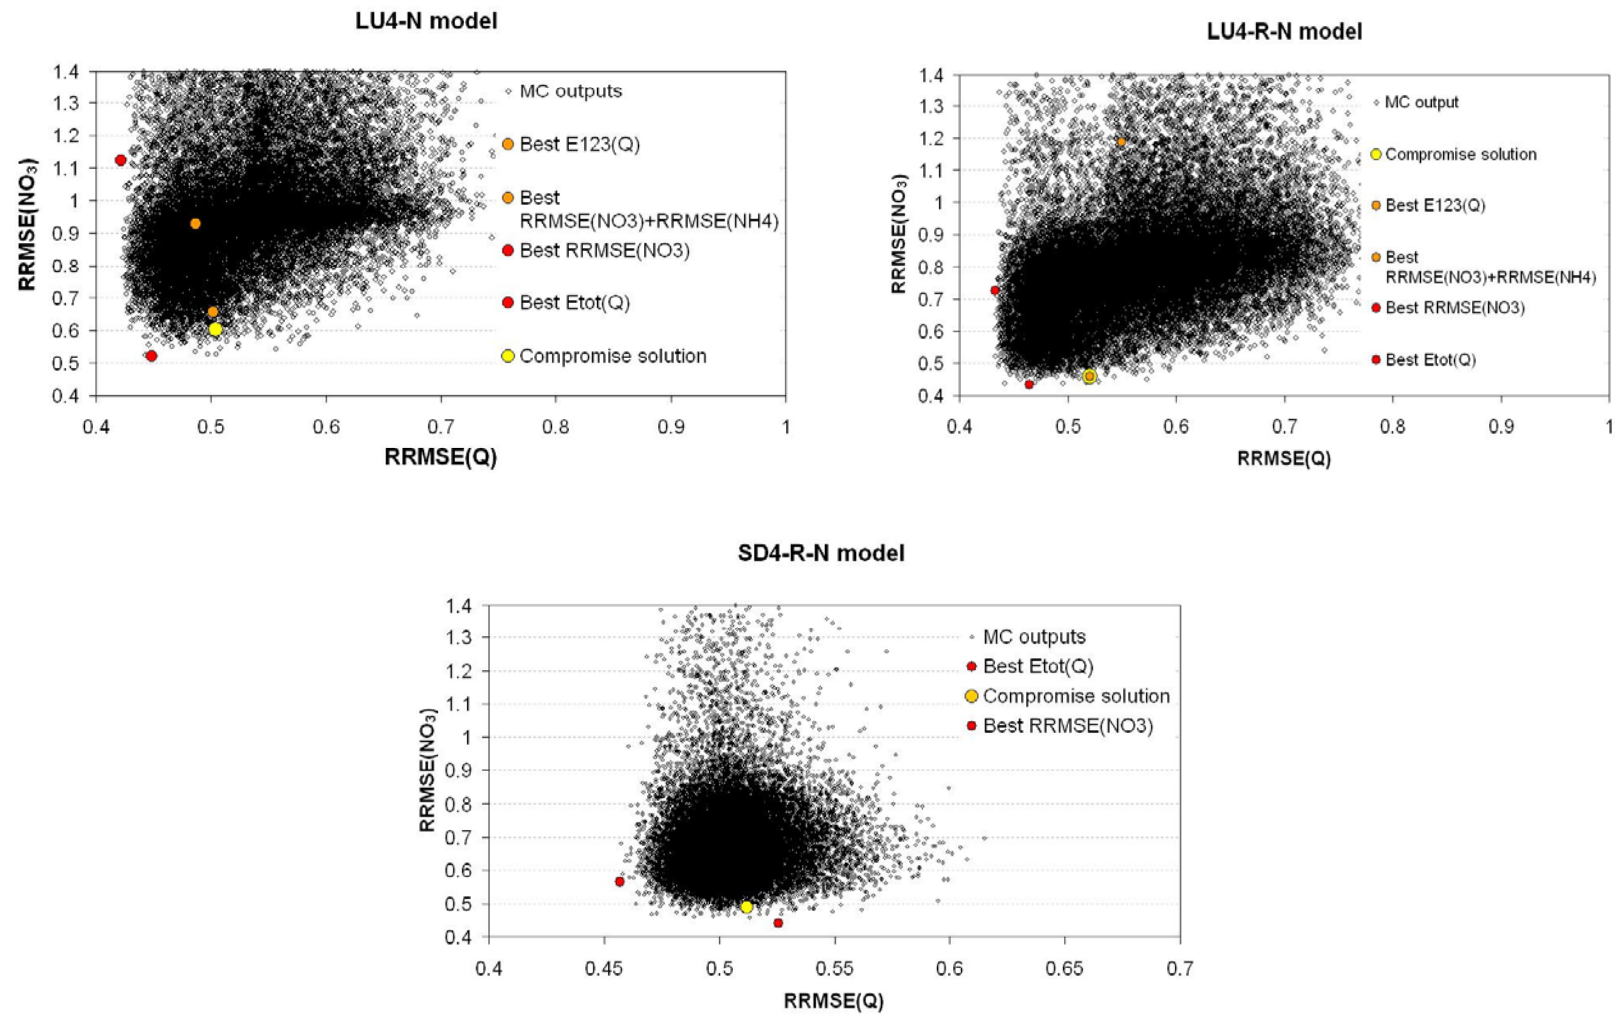 LU4-N model
1.4
1.3
1.2
1.1
1
0.9
0.8
0.7
0.6
0.5
0.4
RRMSE(NO3)
0.4 0.5 0.6 0.7 0.8 0.9 1
RRMSE(Q)
MC outputs
Best E123(Q)
Best
RRMSE(NO3)+RRMSE(NH4)
Best RRMSE(NO3)
Best Etot(Q)
Compromise solution
LU4-R-N model
1.4
1.3
1.2
1.1
1
0.9
0.8
0.7
0.6
0.5
0.4
RRMSE(NO3)
0.4 0.5 0.6 0.7 0.8 0.9 1
RRMSE(Q)
MC output
Compromise solution
Best E123(Q)
Best
RRMSE(NO3)+RRMSE(NH4)
Best RRMSE(NO3)
Best Etot(Q)
SD4-R-N model
1.4
1.3
1.2
1.1
1
0.9
0.8
0.7
0.6
0.5
0.4
RRMSE(NO3)
0.4 0.45 0.5 0.55 0.6 0.65 0.7
RRMSE(Q)
MC outputs
Best Etot(Q)
Compromise solution
Best RRMSE(NO3)